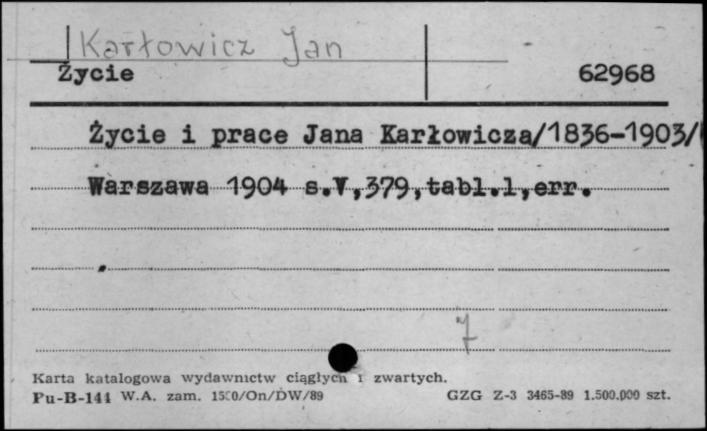 Karłowicz Jan
Życie 62968
Życie i prace Jana Karłowicza/1836-1903/
Warszawa 1904 s.V,379,tabl.1,err.
7
Karta katalogowa wydawnictw ciągłych i zwartych.
Pu-B-144 W.A. zam. /On/DW/89 GZG Z-3 3465-89 1.500.000 szt.